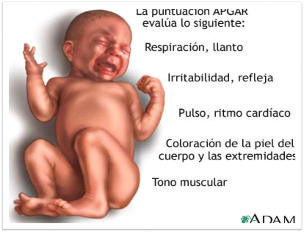 La puntuación APGAR
evalúa lo siguiente:
Respiración, llanto
Irritabilidad, refleja
Pulso, ritmo cardíaco
Coloración de la piel del
cuerpo y las extremidades
Tono muscular
ADAM